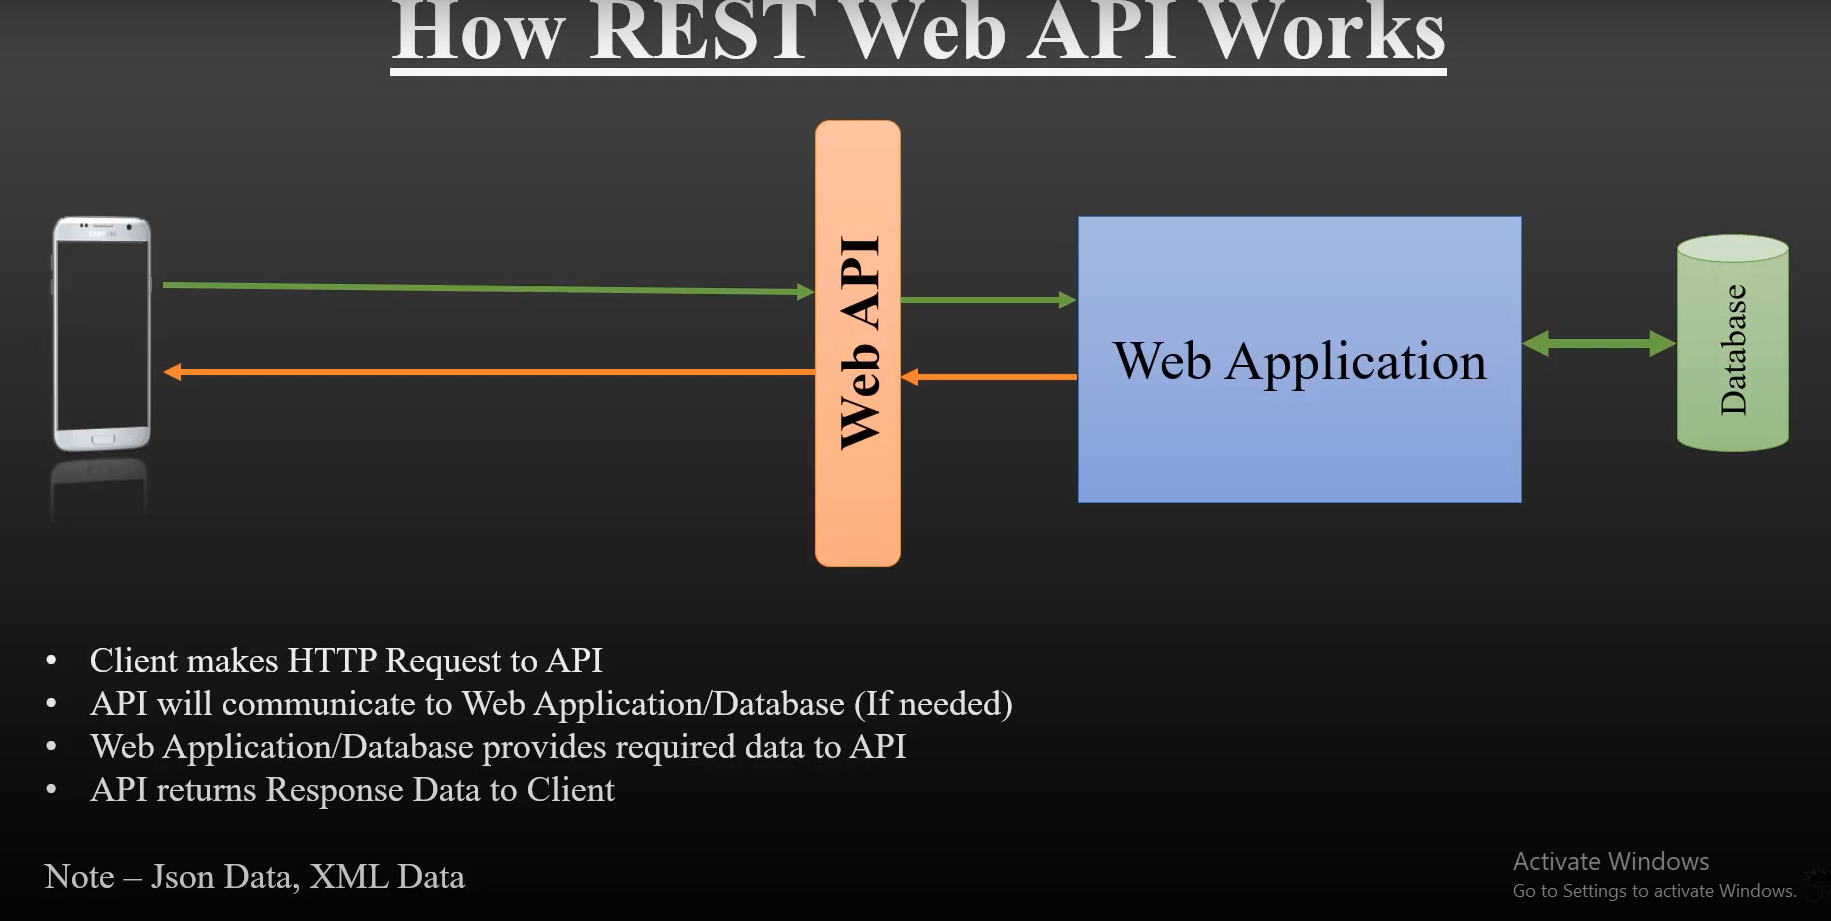 How REST Web API Works
SAMSUNG
Web API
Web Application
Database
• Client makes HTTP Request to API
• API will communicate to Web Application/Database (If needed)
• Web Application/Database provides required data to API
• API returns Response Data to Client
Note – Json Data, XML Data
Activate Windows
Go to Settings to activate Windows.